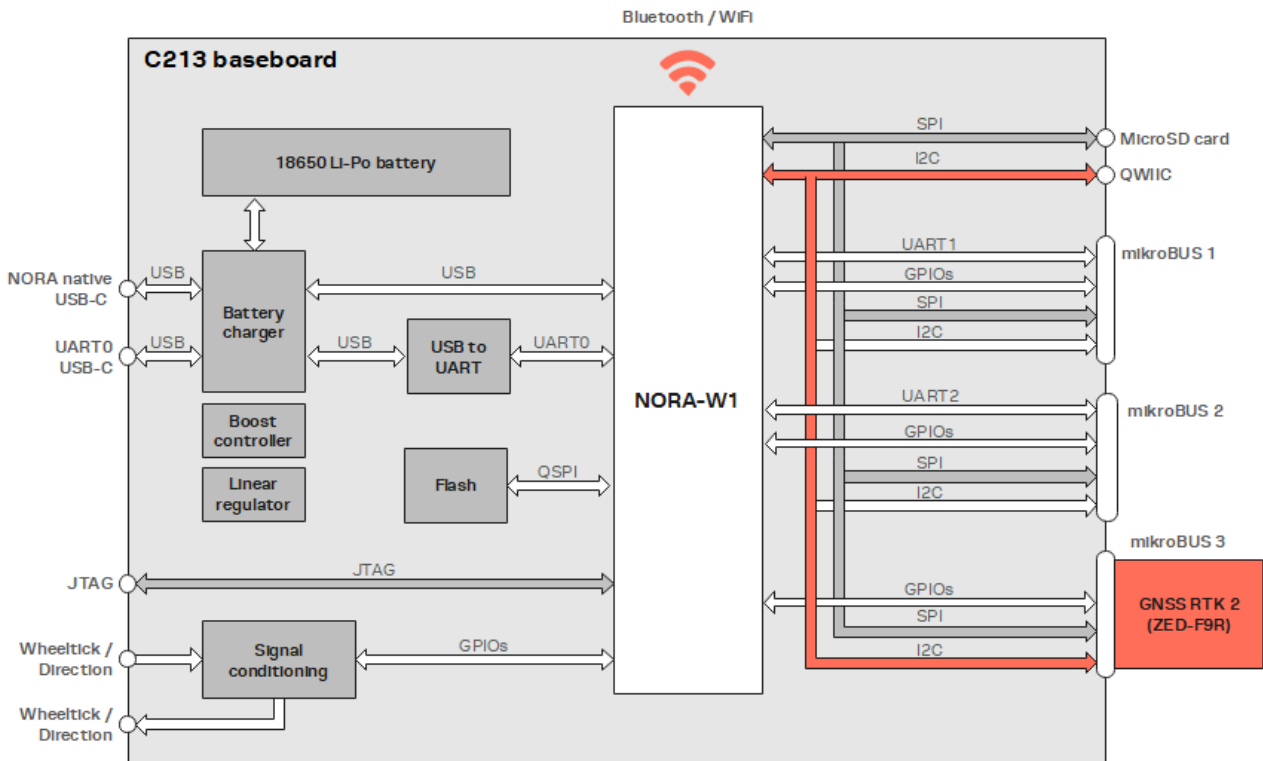 Bluetooth / WiFi
C213 baseboard
18650 Li-Po battery
NORA native
USB-C
USB
Battery
charger
USB
UART0
USB-C
USB
USB
USB to
UART
UART0
Boost
controller
Linear
regulator
Flash
QSPI
JTAG
JTAG
Wheeltick /
Direction
Signal
conditioning
GPIOs
Wheeltick /
Direction
NORA-W1
SPI
MicroSD card
I2C
QWIIC
UART1
mikroBUS 1
GPIOs
SPI
I2C
UART2
mikroBUS 2
GPIOs
SPI
I2C
mikroBUS 3
GPIOs
SPI
I2C
GNSS RTK 2
(ZED-F9R)